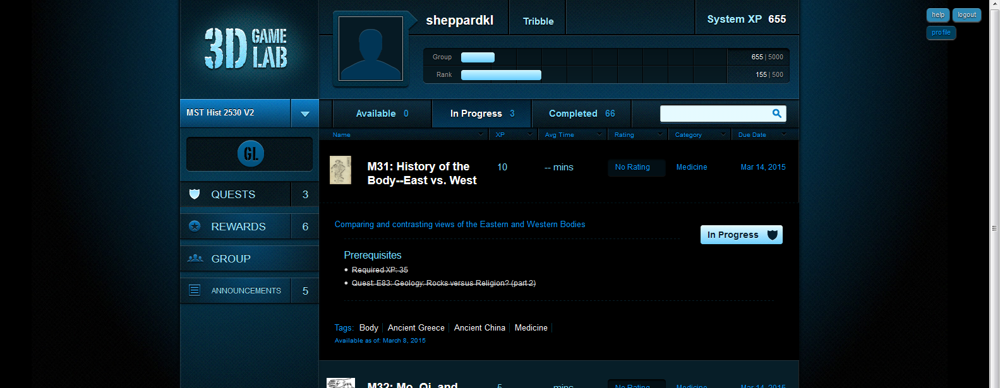 3D GAME LAB
sheppardkl
Tribble
System XP 655
help
logout
profile
Group
655 | 5000
Rank
155 | 500
MST Hist 2530 V2
Available 0
In Progress 3
Completed 66
Name XP Avg Time Rating Category Due Date
GL
QUESTS 3
REWARDS 6
GROUP
ANNOUNCEMENTS 5
M31: History of the
Body--East vs. West
10
-- mins
No Rating
Medicine
Mar 14, 2015
Comparing and contrasting views of the Eastern and Western Bodies
In Progress
Prerequisites
Required XP: 35
Quest: E83: Geology: Rocks versus Religion? (part 2)
Tags: Body Ancient Greece Ancient China Medicine
Available as of: March 8, 2015
M32: Mo, Qi, and
5
mins
No Rating
Medicine
Mar 14, 2015